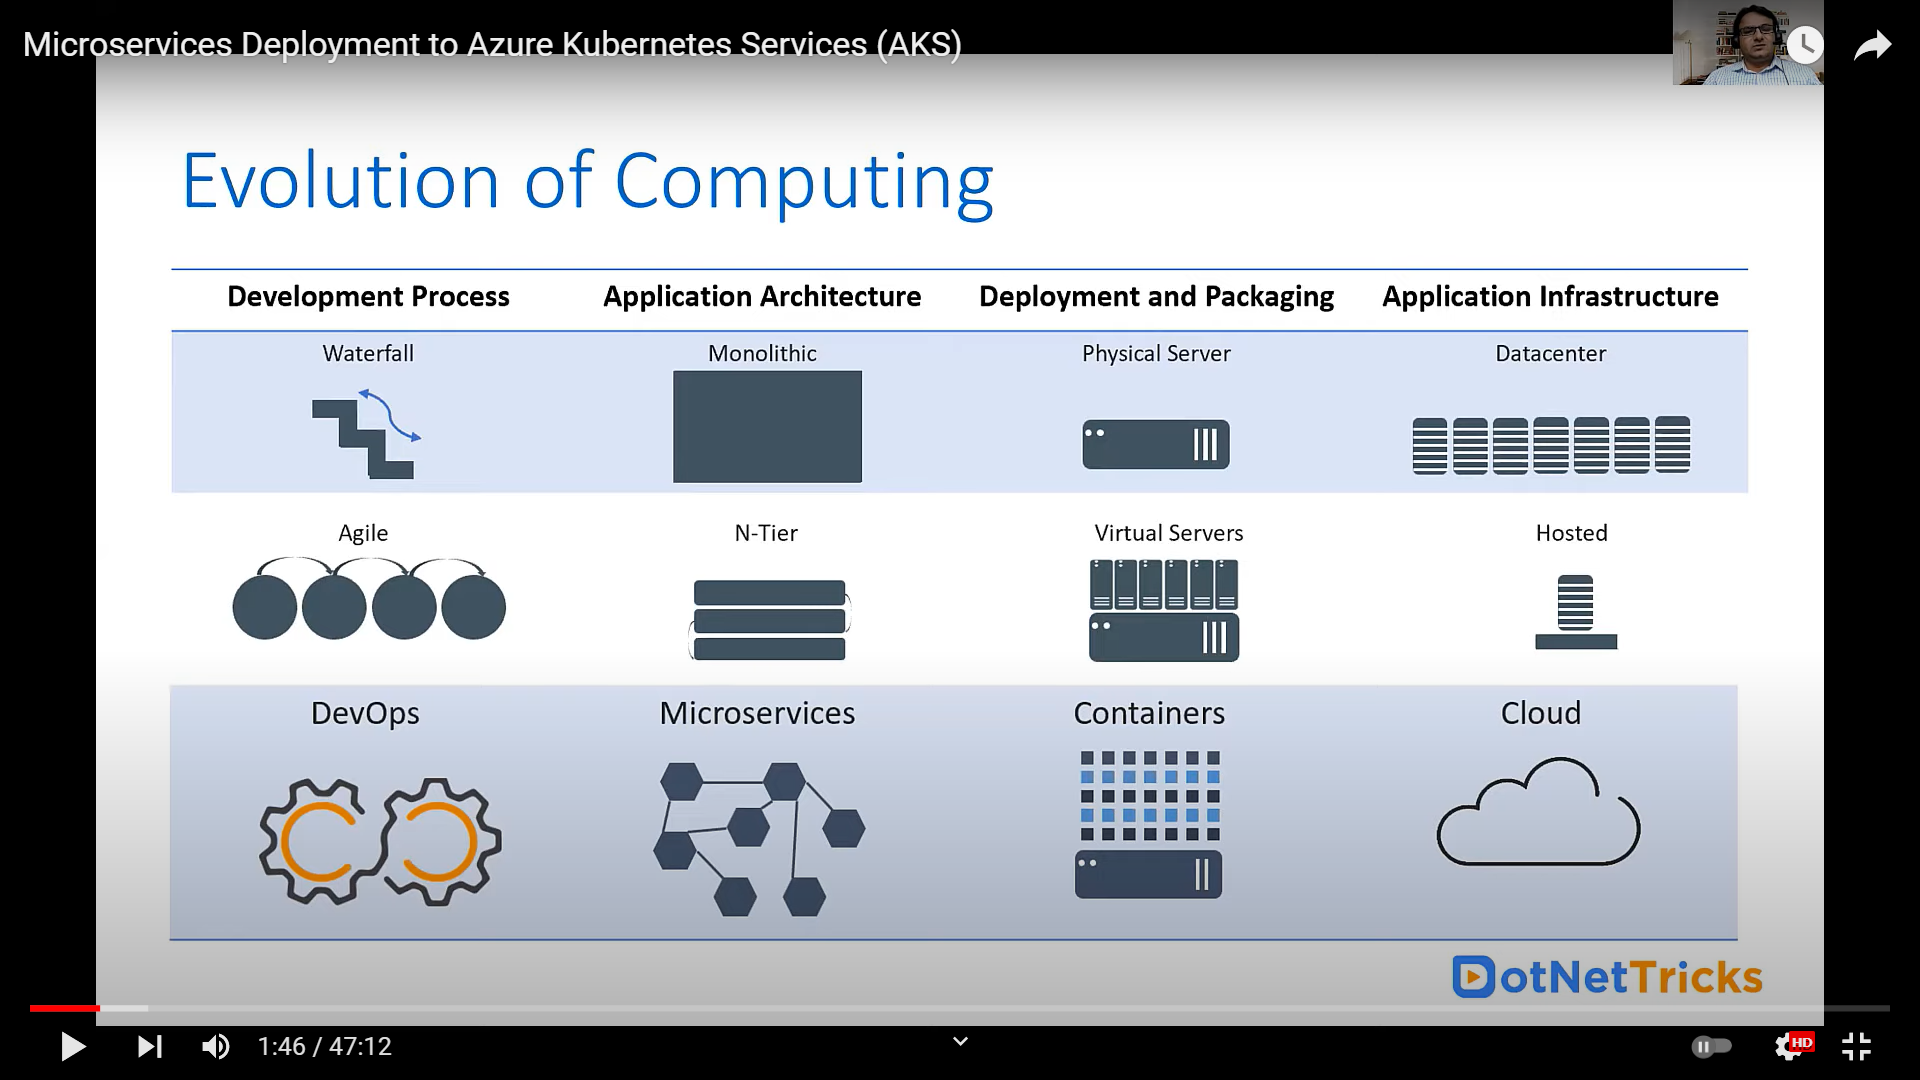 Microservices Deployment to Azure Kubernetes Services (AKS)
Evolution of Computing
Development Process Application Architecture Deployment and Packaging Application Infrastructure
Waterfall Monolithic Physical Server Datacenter
Agile N-Tier Virtual Servers Hosted
DevOps Microservices Containers Cloud
DotNetTricks
1:46 / 47:12
HD